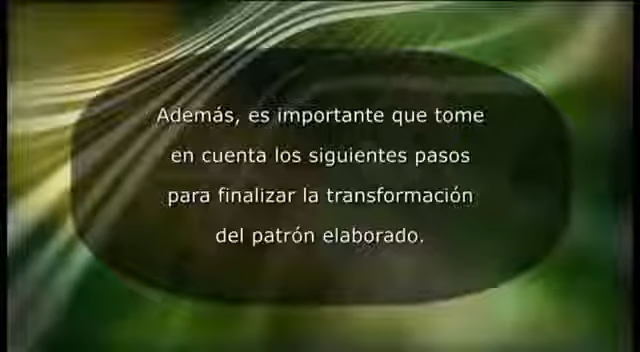 Además, es importante que tome
en cuenta los siguientes pasos
para finalizar la transformación
del patrón elaborado.